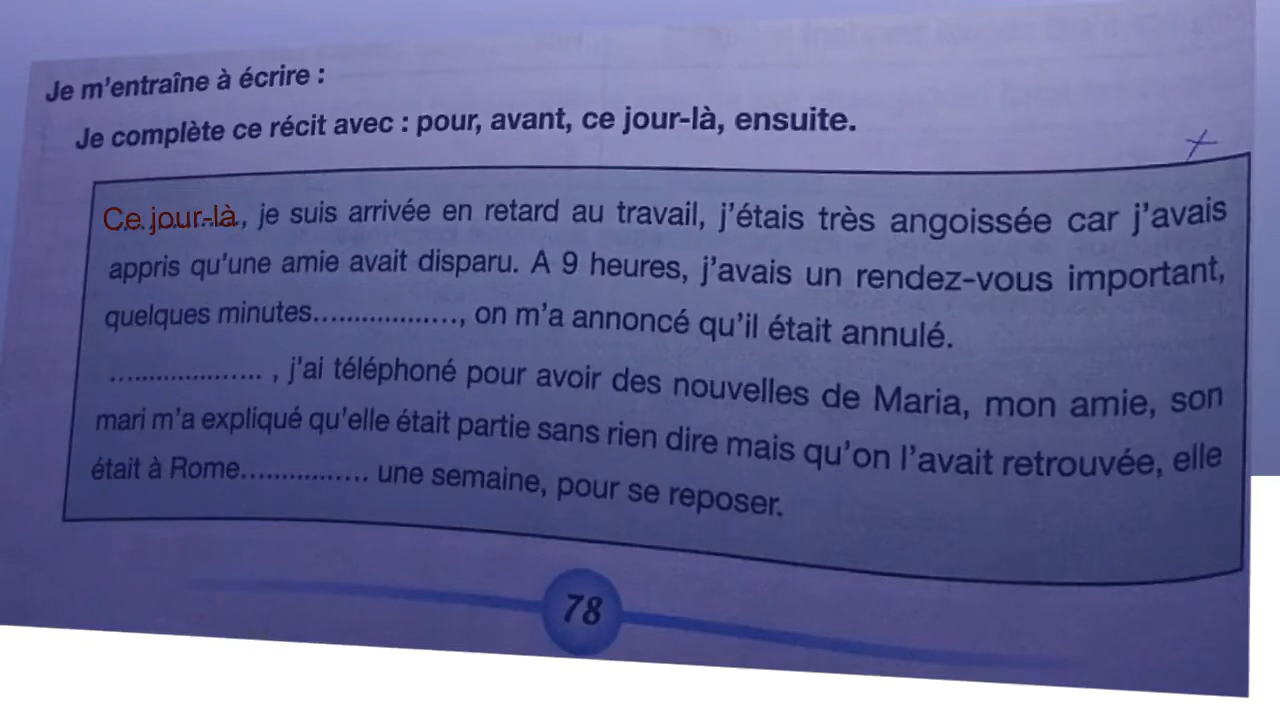 Je m'entraîne à écrire :
Je complète ce récit avec : pour, avant, ce jour-là, ensuite.
Ce jour-là, je suis arrivée en retard au travail, j'étais très angoissée car j'avais
appris qu'une amie avait disparu. A 9 heures, j'avais un rendez-vous important,
quelques minutes.................., on m'a annoncé qu'il était annulé.
.................... , j'ai téléphoné pour avoir des nouvelles de Maria, mon amie, son
mari m'a expliqué qu'elle était partie sans rien dire mais qu'on l'avait retrouvée, elle
était à Rome................ une semaine, pour se reposer.
78